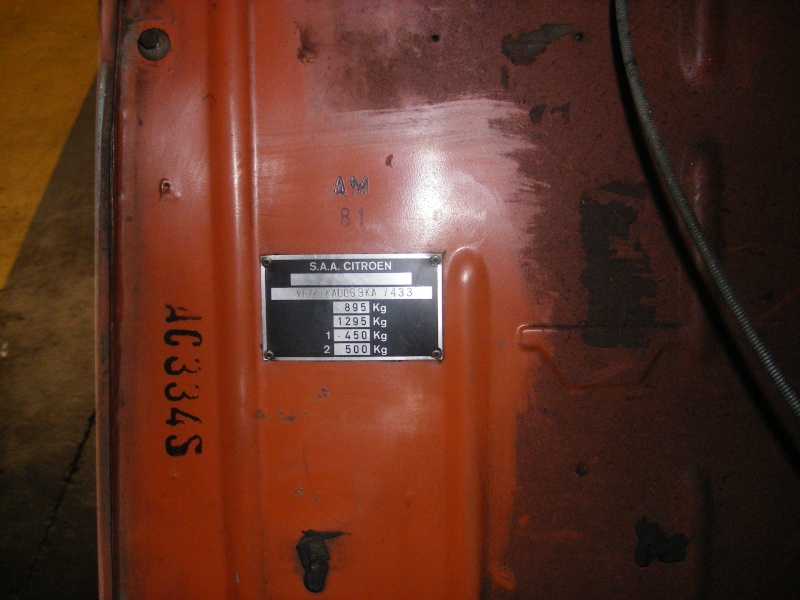 AM
81
S.A.A. CITROEN
895 Kg
1295 Kg
1 - 450 Kg
2 500 Kg
AC334S